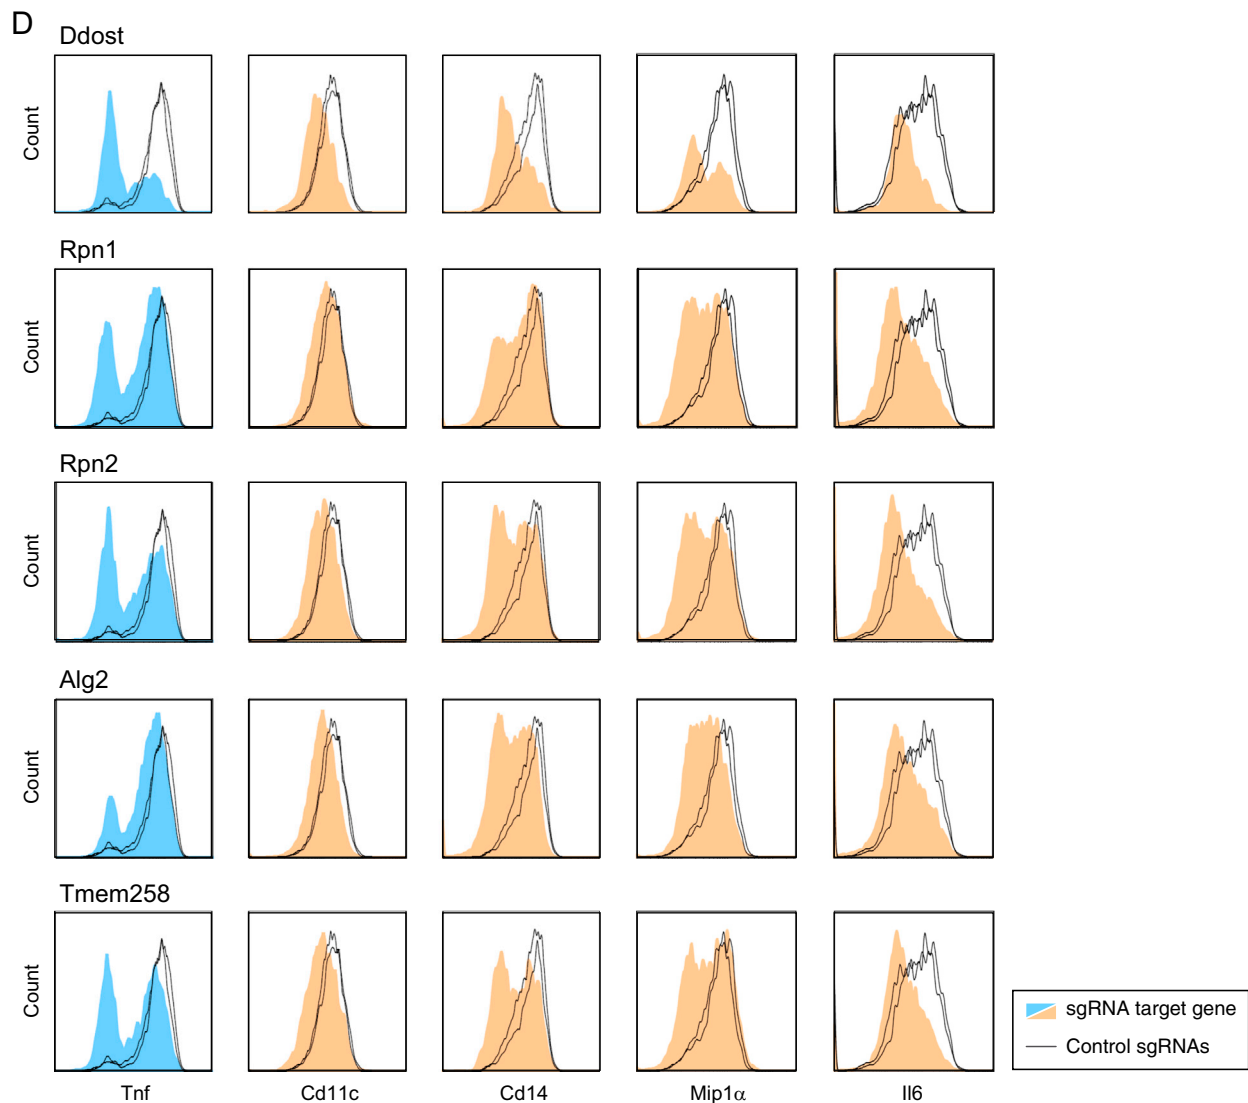 D
Ddost
Count
Rpn1
Count
Rpn2
Count
Alg2
Count
Tmem258
Count
sgRNA target gene
Control sgRNAs
Tnf
Cd11c
Cd14
Mip1α
Il6